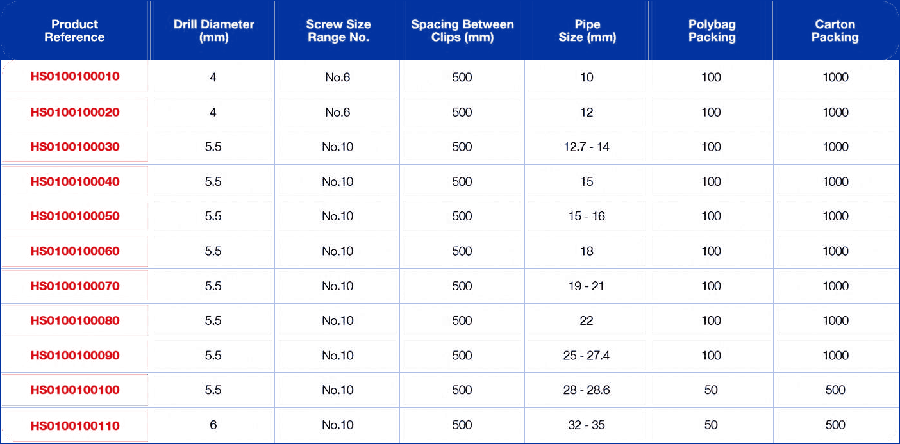 Product Reference Drill Diameter (mm) Screw Size Range No. Spacing Between Clips (mm) Pipe Size (mm) Polybag Packing Carton Packing
HS0100100010 4 No.6 500 10 100 1000
HS0100100020 4 No.6 500 12 100 1000
HS0100100030 5.5 No.10 500 12.7 - 14 100 1000
HS0100100040 5.5 No.10 500 15 100 1000
HS0100100050 5.5 No.10 500 15 - 16 100 1000
HS0100100060 5.5 No.10 500 18 100 1000
HS0100100070 5.5 No.10 500 19 - 21 100 1000
HS0100100080 5.5 No.10 500 22 100 1000
HS0100100090 5.5 No.10 500 25 - 27.4 100 1000
HS0100100100 5.5 No.10 500 28 - 28.6 50 500
HS0100100110 6 No.10 500 32 - 35 50 500